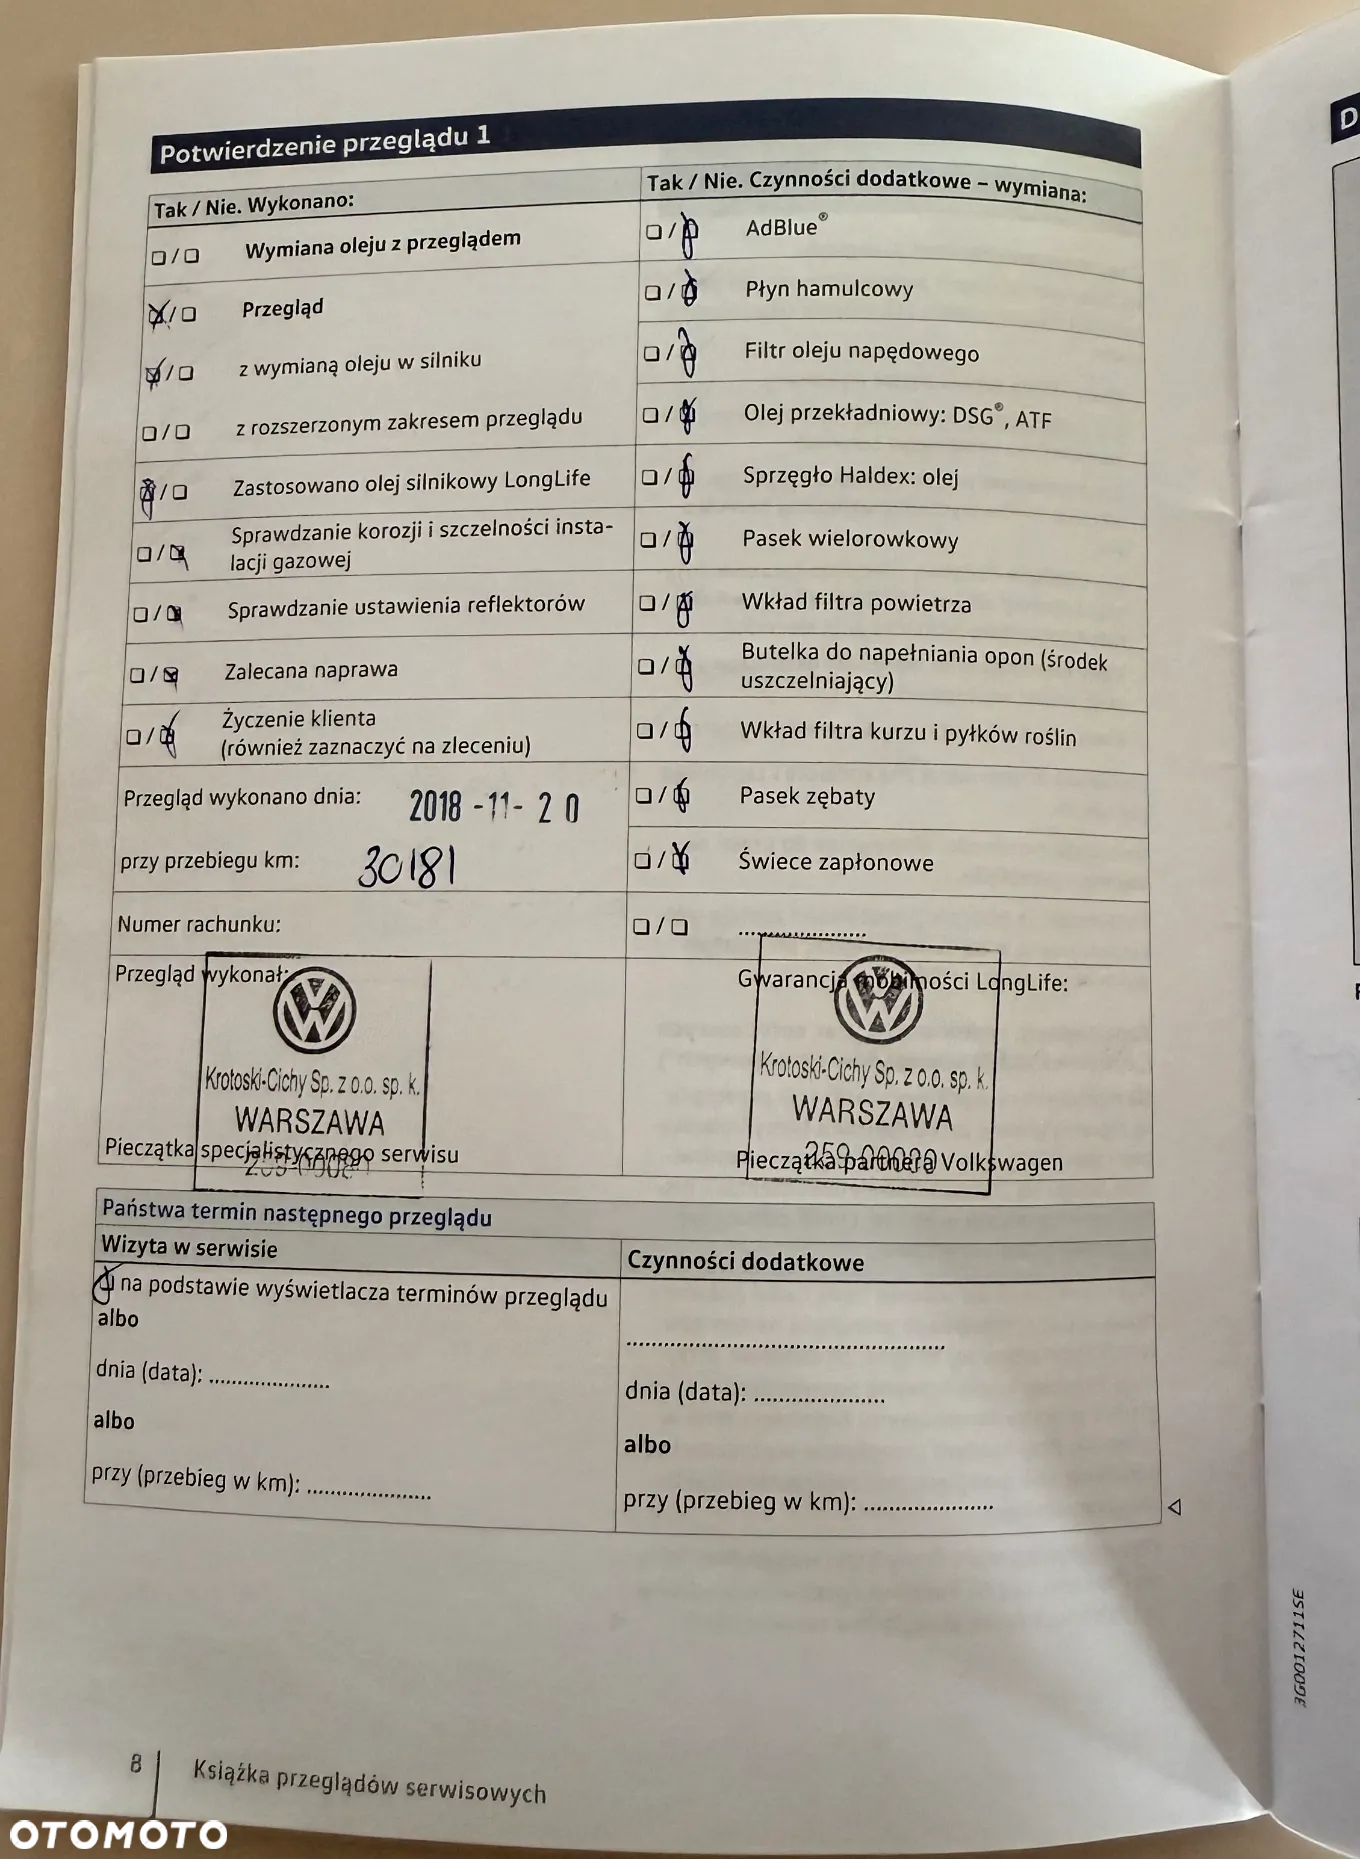 Potwierdzenie przeglądu 1
Tak / Nie. Wykonano:
❏ / ❏ Wymiana oleju z przeglądem
❏ / ❏ Przegląd
❏ / ❏ z wymianą oleju w silniku
❏ / ❏ z rozszerzonym zakresem przeglądu
❏ / ❏ Zastosowano olej silnikowy LongLife
❏ / ❏ Sprawdzanie korozji i szczelności insta-
lacji gazowej
❏ / ❏ Sprawdzanie ustawienia reflektorów
❏ / ❏ Zalecana naprawa
❏ / ❏ Życzenie klienta
(również zaznaczyć na zleceniu)
Przegląd wykonano dnia: 2018 -11- 2 0
przy przebiegu km: 30181
Numer rachunku:
Przegląd wykonał:
Krotoski-Cichy Sp. z o.o. sp. k.
WARSZAWA
Pieczątka specjalistycznego serwisu
Tak / Nie. Czynności dodatkowe – wymiana:
❏ / ❏ AdBlue®
❏ / ❏ Płyn hamulcowy
❏ / ❏ Filtr oleju napędowego
❏ / ❏ Olej przekładniowy: DSG®, ATF
❏ / ❏ Sprzęgło Haldex: olej
❏ / ❏ Pasek wielorowkowy
❏ / ❏ Wkład filtra powietrza
❏ / ❏ Butelka do napełniania opon (środek
uszczelniający)
❏ / ❏ Wkład filtra kurzu i pyłków roślin
❏ / ❏ Pasek zębaty
❏ / ❏ Świece zapłonowe
❏ / ❏ .....................
Gwarancja mobilności LongLife:
Krotoski-Cichy Sp. z o.o. sp. k.
WARSZAWA
Pieczątka partnera Volkswagen
Państwa termin następnego przeglądu
Wizyta w serwisie
❏ na podstawie wyświetlacza terminów przeglądu
albo
dnia (data): .....................
albo
przy (przebieg w km): .....................
Czynności dodatkowe
..................................................
dnia (data): .....................
albo
przy (przebieg w km): .....................
8 Książka przeglądów serwisowych
3G0012711SE
D
OTOMOTO